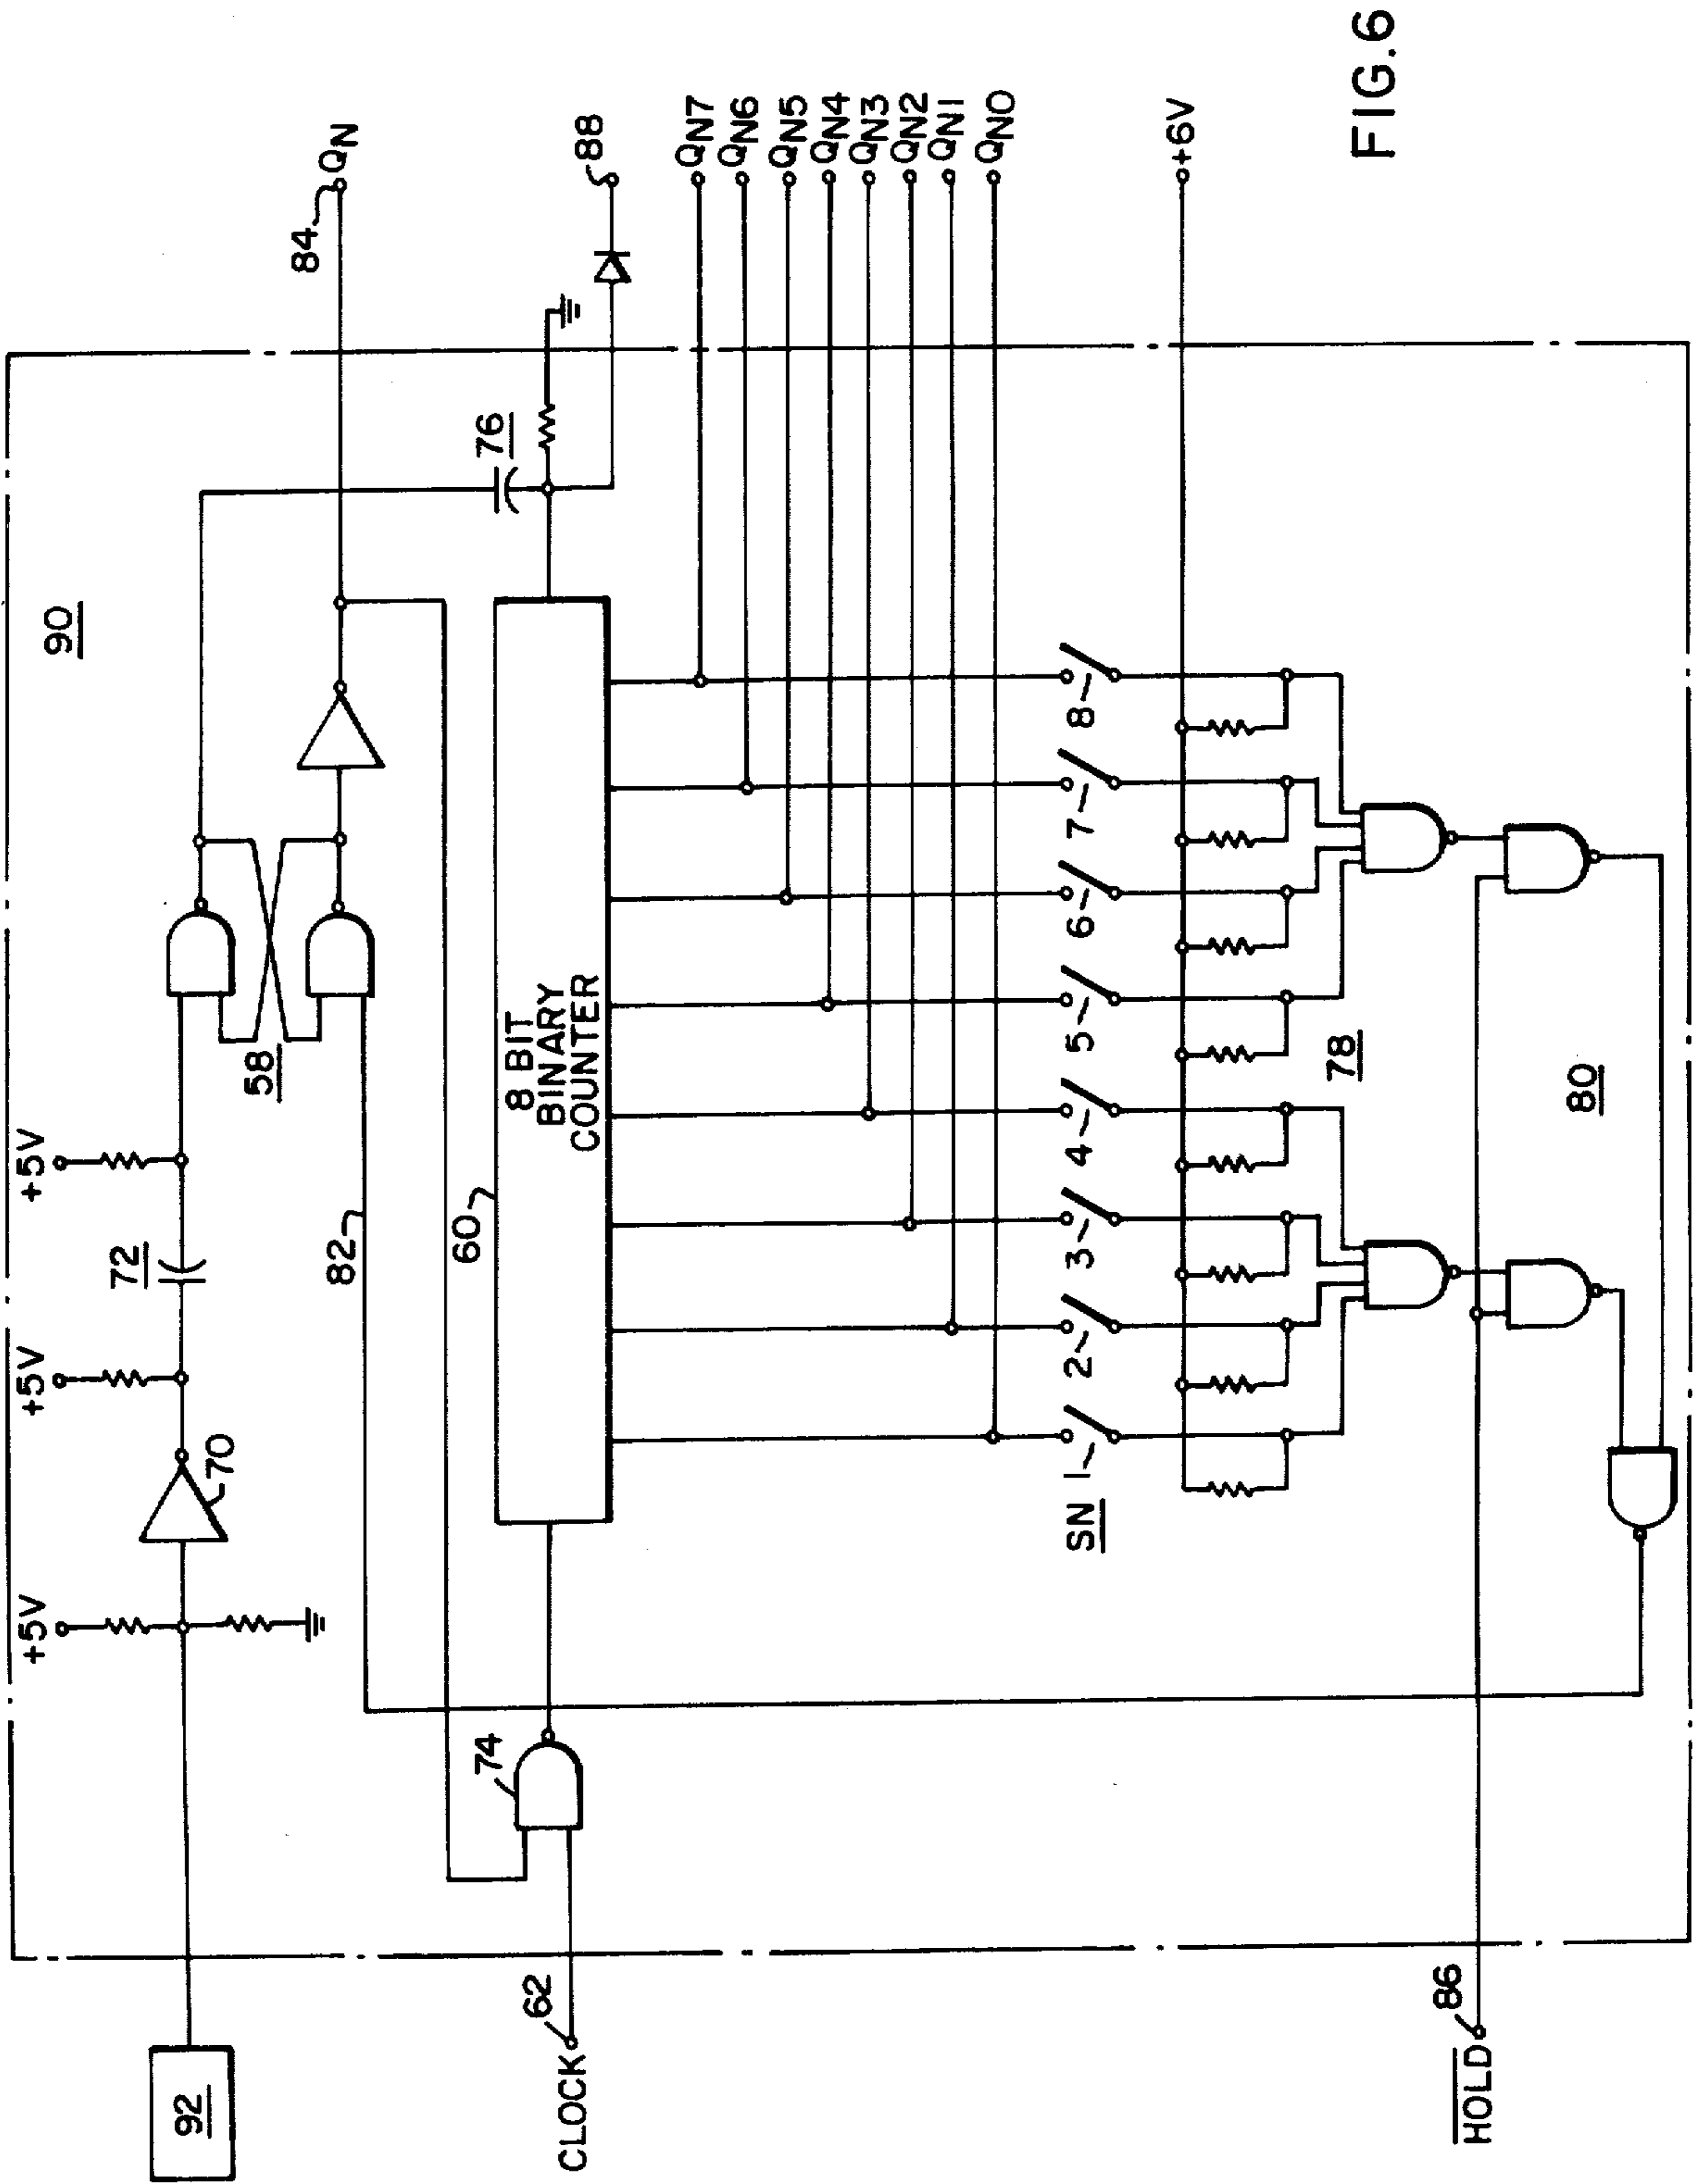 90
+5V
+5V
+5V
92
70
72
58
84
QN
82
76
88
60
8 BIT
BINARY
COUNTER
74
CLOCK
62
QN7
QN6
QN5
QN4
QN3
QN2
QN1
QN0
SN 1 2 3 4 5 6 7 8
+6V
78
80
HOLD
86
FIG.6